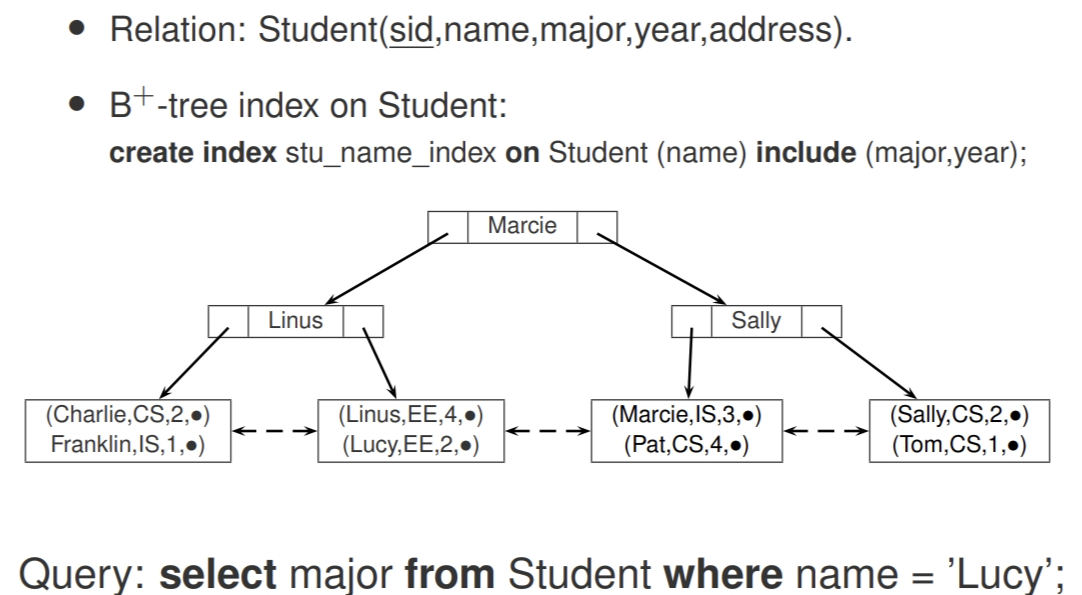 • Relation: Student(sid,name,major,year,address).
• B+-tree index on Student:
create index stu_name_index on Student (name) include (major,year);
Marcie
Linus
Sally
(Charlie,CS,2,●)
Franklin,IS,1,●)
(Linus,EE,4,●)
(Lucy,EE,2,●)
(Marcie,IS,3,●)
(Pat,CS,4,●)
(Sally,CS,2,●)
(Tom,CS,1,●)
Query: select major from Student where name = ’Lucy’;